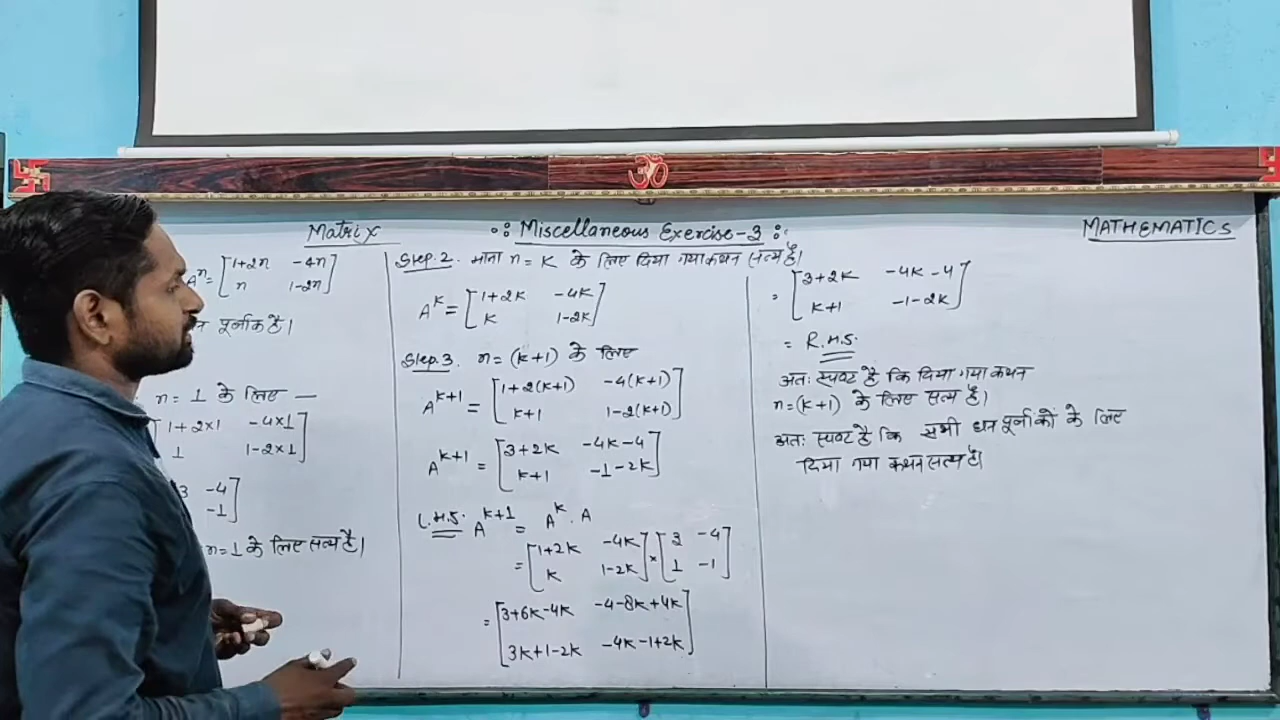 Matrix
∴ Miscellaneous Exercise-3 ∴
MATHEMATICS
Aⁿ = [1+2n -4n
n 1-2n]
पूर्णांक है।
n = 1 के लिए —
[1+2×1 -4×1
1 1-2×1]
3 -4]
-1]
n=1 के लिए सत्य है।
Step.2. माना n = K के लिए दिया गया कथन सत्य है।
A^K = [1+2K -4K
K 1-2K]
Step.3. n = (K+1) के लिए
A^(K+1) = [1+2(K+1) -4(K+1)
K+1 1-2(K+1)]
A^(K+1) = [3+2K -4K-4
K+1 -1-2K]
L.H.S. A^(K+1) = A^K . A
= [1+2K -4K
K 1-2K] × [3 -4
1 -1]
= [3+6K-4K -4-8K+4K
3K+1-2K -4K-1+2K]
= [3+2K -4K-4
K+1 -1-2K]
= R.H.S.
अतः स्पष्ट है कि दिया गया कथन
n=(K+1) के लिए सत्य है।
अतः स्पष्ट है कि सभी धन पूर्णांकों के लिए
दिया गया कथन सत्य है।